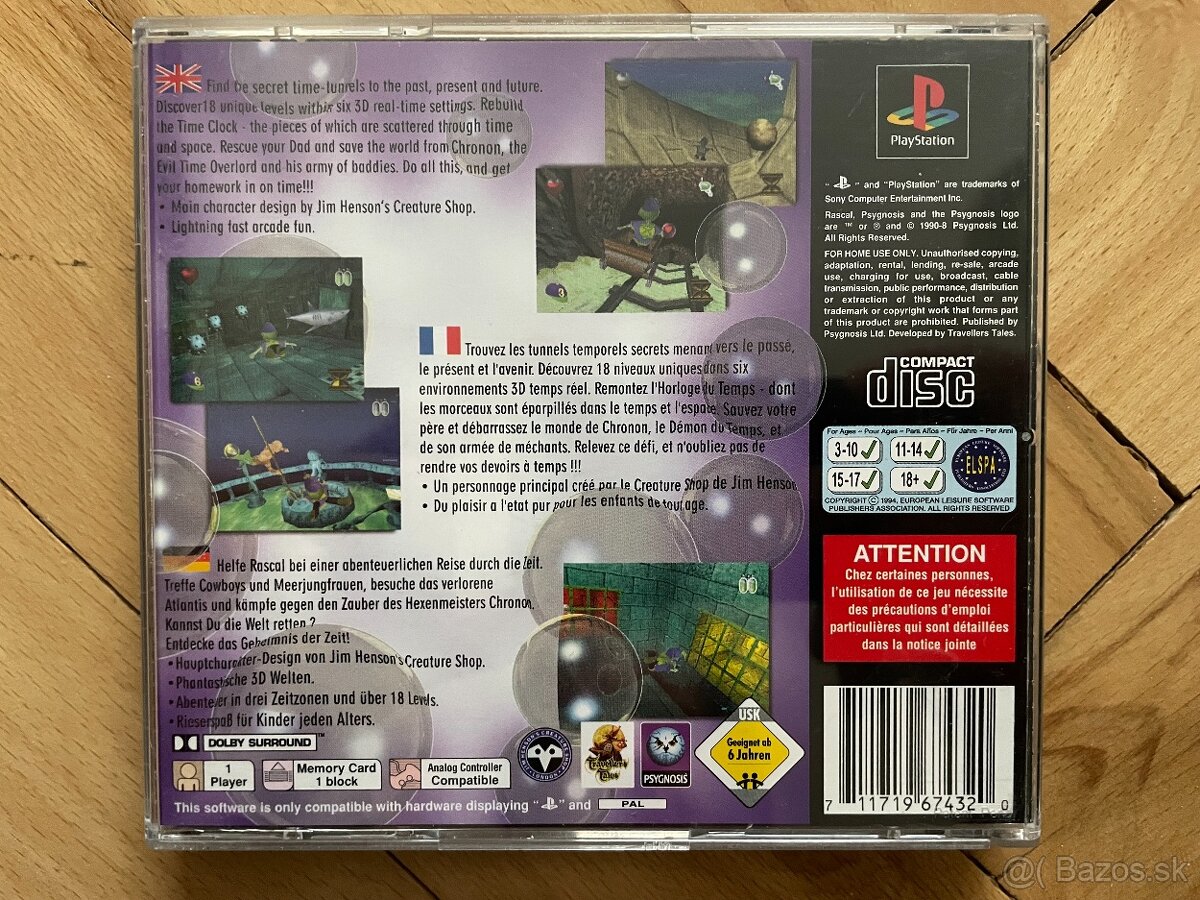 Find the secret time-tunnels to the past, present and future.
Discover18 unique levels within six 3D real-time settings. Rebuild
the Time Clock - the pieces of which are scattered through time
and space. Rescue your Dad and save the world from Chronon, the
Evil Time Overlord and his army of baddies. Do all this, and get
your homework in on time!!!
• Main character design by Jim Henson's Creature Shop.
• Lightning fast arcade fun.
Trouvez les tunnels temporels secrets menant vers le passe,
le présent et l'avenir. Découvrez 18 niveaux uniques dans six
environnements 3D temps réel. Remontez l'Horloge du Temps - dont
les morceaux sont éparpillés dans le temps et l'espace. Sauvez votre
père et débarrassez le monde de Chronon, le Démon du Temps, et
de son armée de méchants. Relevez ce défi, et n'oubliez pas de
rendre vos devoirs à temps !!!
• Un personnage principal créé par le Creature Shop de Jim Henson.
• Du plaisir a l'etat pur pour les enfants de tout age.
Helfe Rascal bei einer abenteuerlichen Reise durch die Zeit.
Treffe Cowboys und Meerjungfrauen, besuche das verlorene
Atlantis und kämpfe gegen den Zauber des Hexenmeisters Chronon.
Kannst Du die Welt retten ?
Entdecke das Geheimnis der Zeit!
• Hauptcharakter-Design von Jim Henson's Creature Shop.
• Phantastische 3D Welten.
• Abenteuer in drei Zeitzonen und über 18 Levels.
• Riesenspaß für Kinder jeden Alters.
DOLBY SURROUND™
1
Player
Memory Card
1 block
Analog Controller
Compatible
Travellers
Tales
PSYGNOSIS
USK
Geeignet ab
6 Jahren
This software is only compatible with hardware displaying " " and PAL
PlayStation
" " and "PlayStation" are trademarks of
Sony Computer Entertainment Inc.
Rascal, Psygnosis and the Psygnosis logo
are ™ or ® and © 1990-8 Psygnosis Ltd.
All Rights Reserved.
FOR HOME USE ONLY. Unauthorised copying,
adaptation, rental, lending, re-sale, arcade
use, charging for use, broadcast, cable
transmission, public performance, distribution
or extraction of this product or any
trademark or copyright work that forms part
of this product are prohibited. Published by
Psygnosis Ltd. Developed by Travellers Tales.
COMPACT
disc
For Ages - Pour Ages - Para Años - Für Jahre - Per Anni
3-10 11-14
15-17 18+
ELSPA
COPYRIGHT © 1994, EUROPEAN LEISURE SOFTWARE
PUBLISHERS ASSOCIATION. ALL RIGHTS RESERVED
ATTENTION
Chez certaines personnes,
l'utilisation de ce jeu nécessite
des précautions d'emploi
particulières qui sont détaillées
dans la notice jointe
7 11719 67432 0
@( Bazos.sk